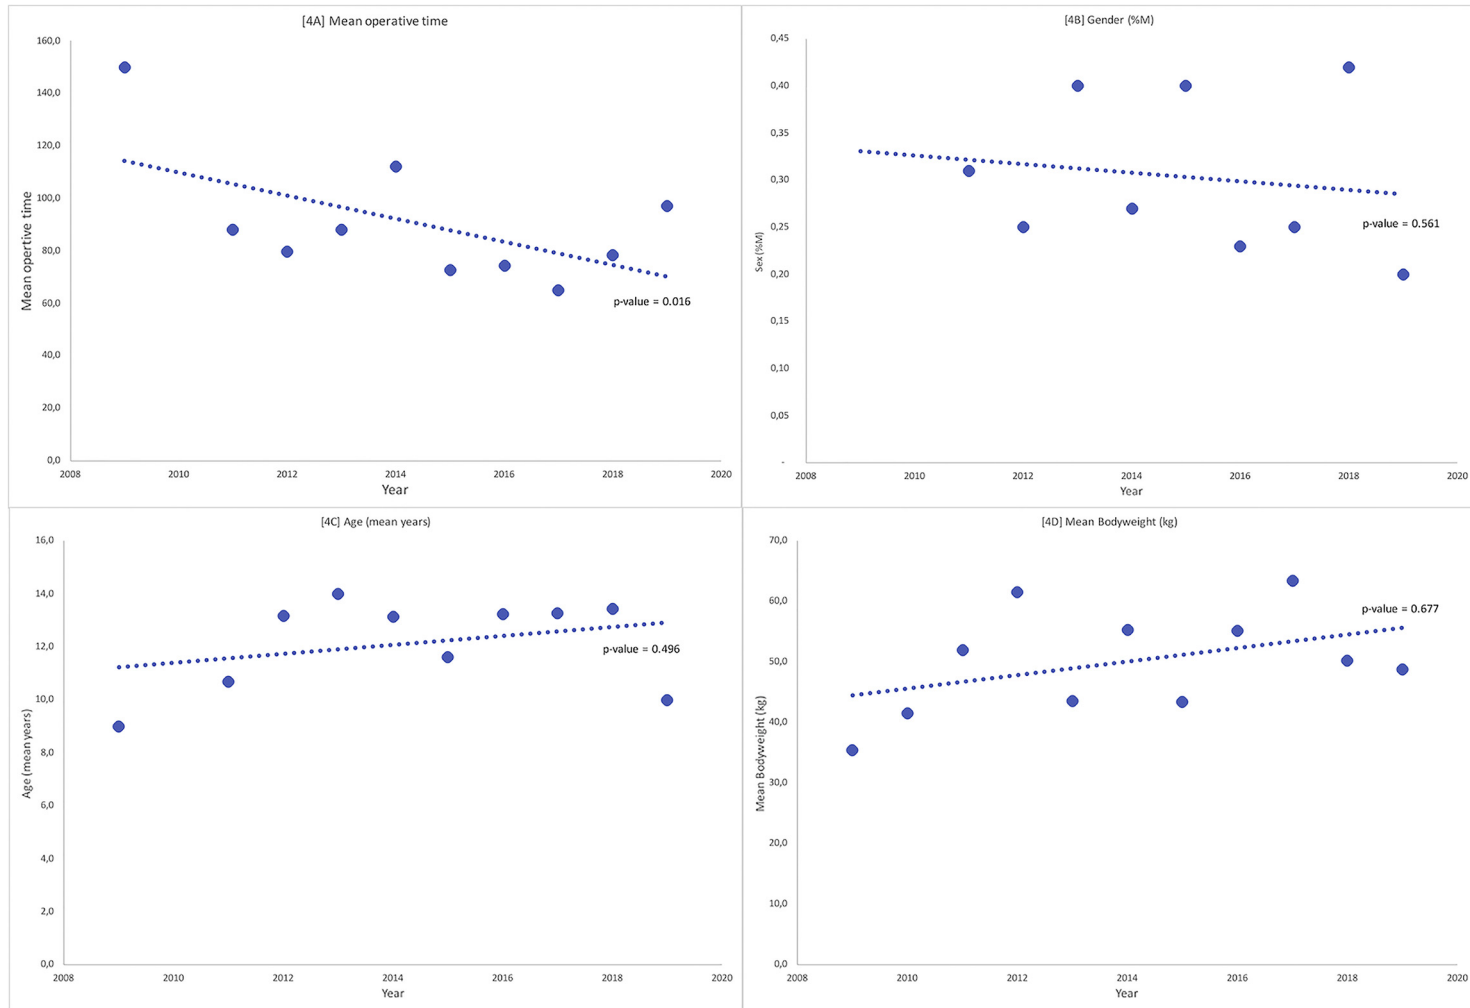 [4A] Mean operative time
160,0
140,0
120,0
100,0
80,0
60,0
40,0
20,0
0,0
Mean opertive time
p-value = 0.016
2008 2010 2012 2014 2016 2018 2020
Year
[4B] Gender (%M)
0,45
0,40
0,35
0,30
0,25
0,20
0,15
0,10
0,05
-
Sex (%M)
p-value = 0.561
2008 2010 2012 2014 2016 2018 2020
Year
[4C] Age (mean years)
16,0
14,0
12,0
10,0
8,0
6,0
4,0
2,0
0,0
Age (mean years)
p-value = 0.496
2008 2010 2012 2014 2016 2018 2020
Year
[4D] Mean Bodyweight (kg)
70,0
60,0
50,0
40,0
30,0
20,0
10,0
0,0
Mean Bodyweight (kg)
p-value = 0.677
2008 2010 2012 2014 2016 2018 2020
Year